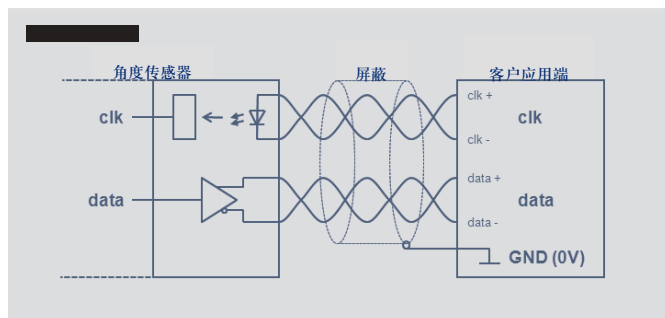 角度传感器
屏蔽
客户应用端
clk
clk +
clk
clk -
data
data +
data
data -
GND (0V)